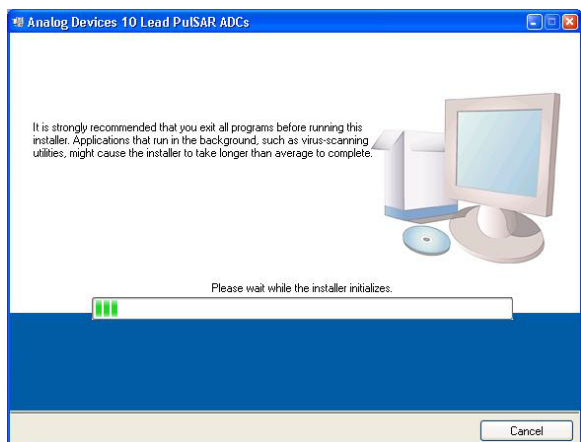 Analog Devices 10 Lead PulSAR ADCs
It is strongly recommended that you exit all programs before running this
installer. Applications that run in the background, such as virus-scanning
utilities, might cause the installer to take longer than average to complete.
Please wait while the installer initializes.
Cancel